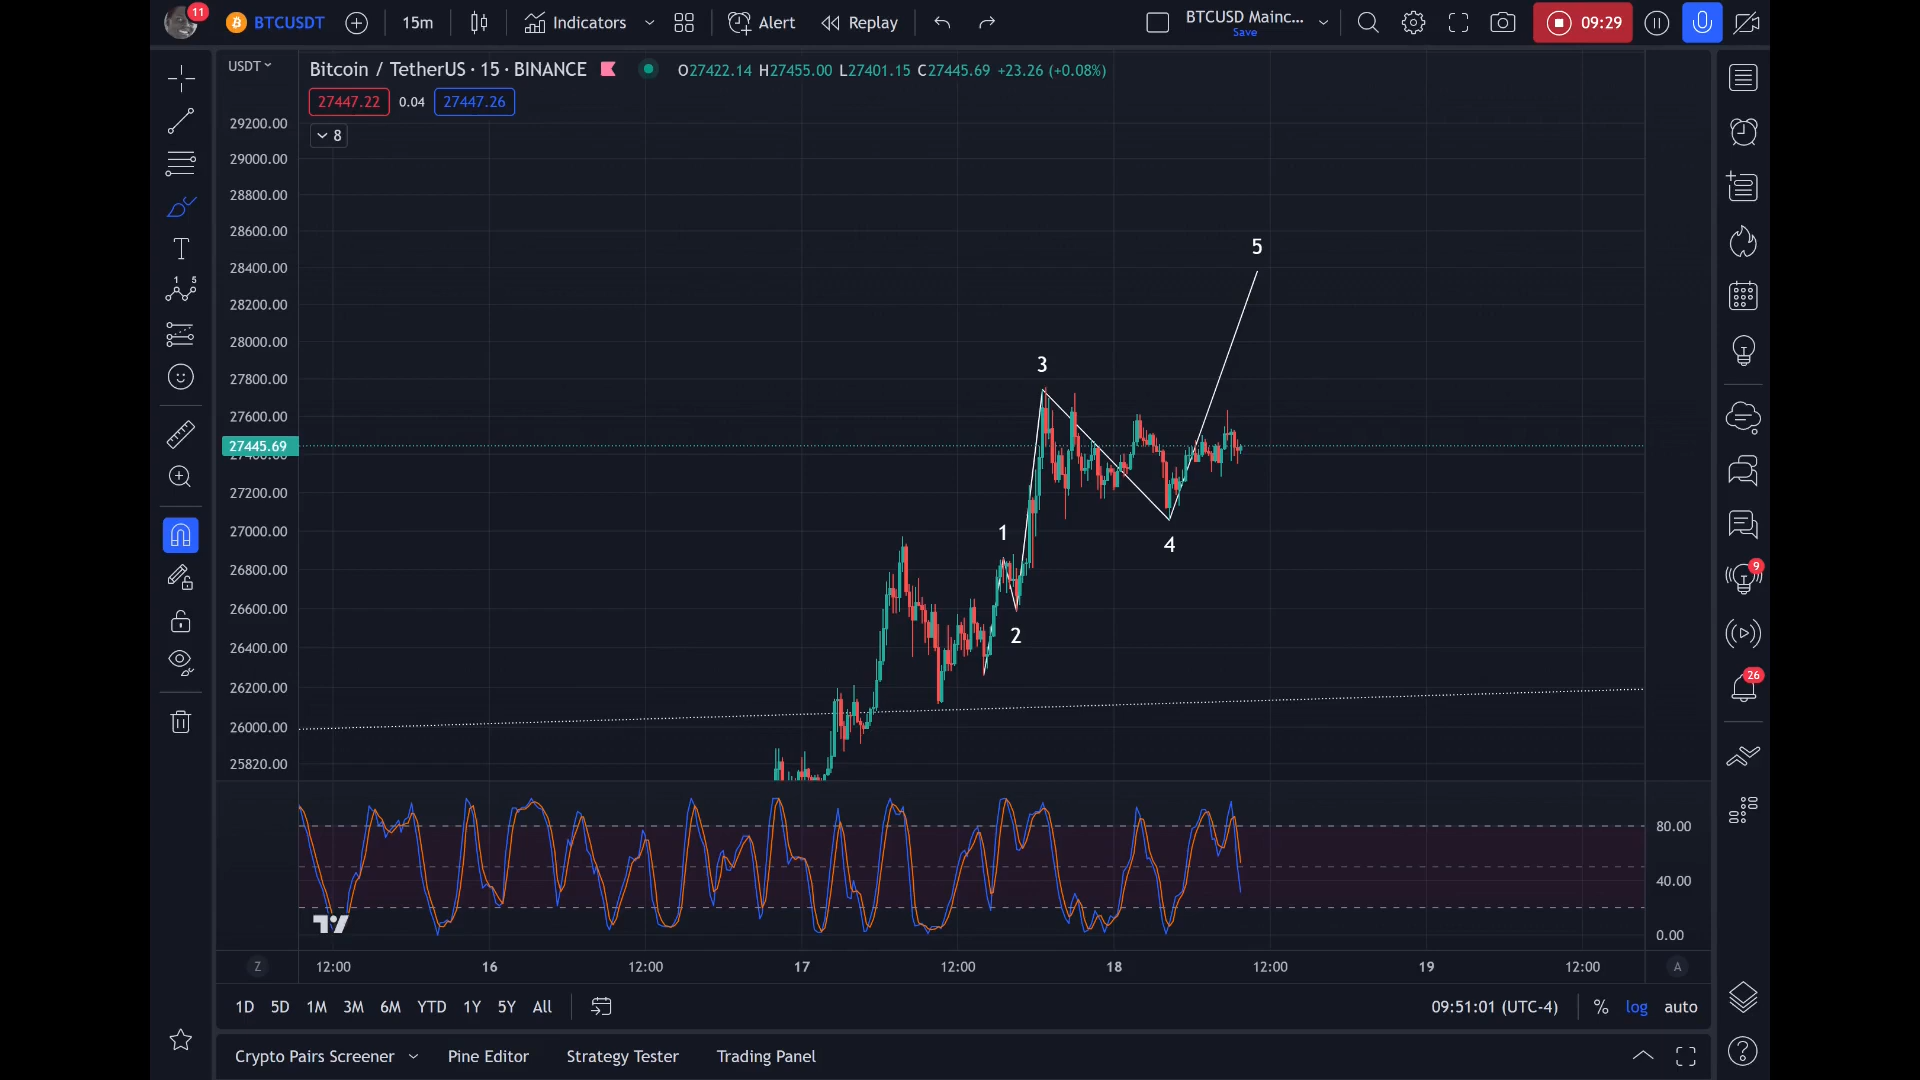 11
BTCUSDT
15m
Indicators
Alert
Replay
BTCUSD Mainc...
Save
09:29
USDT
Bitcoin / TetherUS · 15 · BINANCE
O27422.14 H27455.00 L27401.15 C27445.69 +23.26 (+0.08%)
27447.22
0.04
27447.26
8
29200.00
29000.00
28800.00
28600.00
28400.00
28200.00
28000.00
27800.00
27600.00
27445.69
27400.00
27200.00
27000.00
26800.00
26600.00
26400.00
26200.00
26000.00
25820.00
5
3
1
4
2
1 5
9
26
80.00
40.00
0.00
Z
12:00
16
12:00
17
12:00
18
12:00
19
12:00
A
1D 5D 1M 3M 6M YTD 1Y 5Y All
09:51:01 (UTC-4)
% log auto
Crypto Pairs Screener
Pine Editor
Strategy Tester
Trading Panel